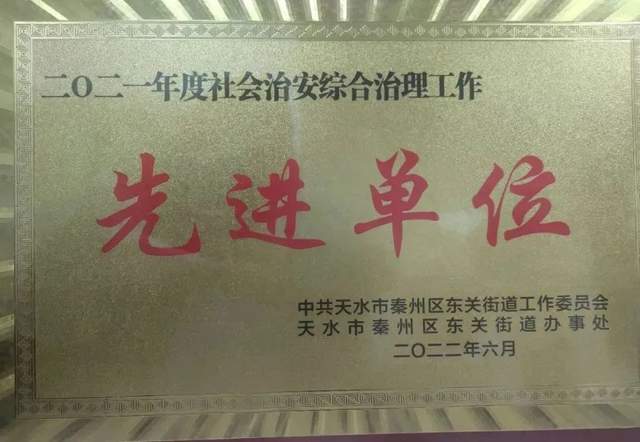 二〇二一年度社会治安综合治理工作
先进单位
中共天水市秦州区东关街道工作委员会
天水市秦州区东关街道办事处
二〇二二年六月